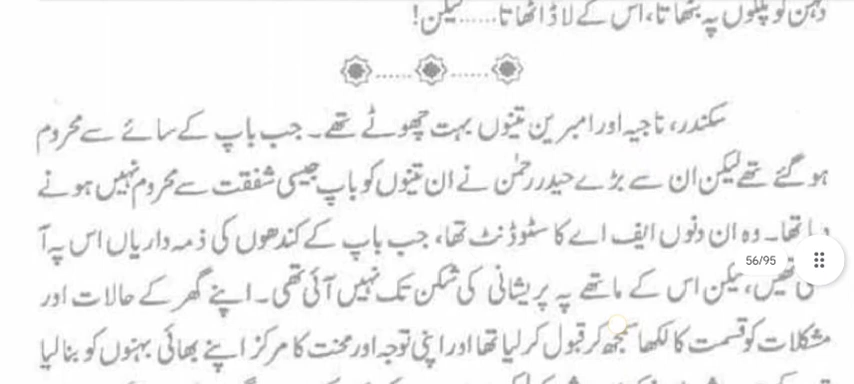 دلہن کو پلکوں پہ بٹھاتا، اس کے لاڈ اٹھاتا......لیکن!
سکندر، ناجیہ اور امبرین تینوں بہت چھوٹے تھے۔ جب باپ کے سائے سے محروم
ہو گئے تھے لیکن ان سے بڑے حیدر رحمٰن نے ان تینوں کو باپ جیسی شفقت سے محروم نہیں ہونے
دیا تھا۔ وہ ان دنوں ایف اے کا سٹوڈنٹ تھا، جب باپ کے کندھوں کی ذمہ داریاں اس پہ آ
تھیں، لیکن اس کے ماتھے پہ پریشانی کی شکن تک نہیں آئی تھی۔ اپنے گھر کے حالات اور
56/95
مشکلات کو قسمت کا لکھا سمجھ کر قبول کر لیا تھا اور اپنی توجہ اور محنت کا مرکز اپنے بھائی بہنوں کو بنا لیا